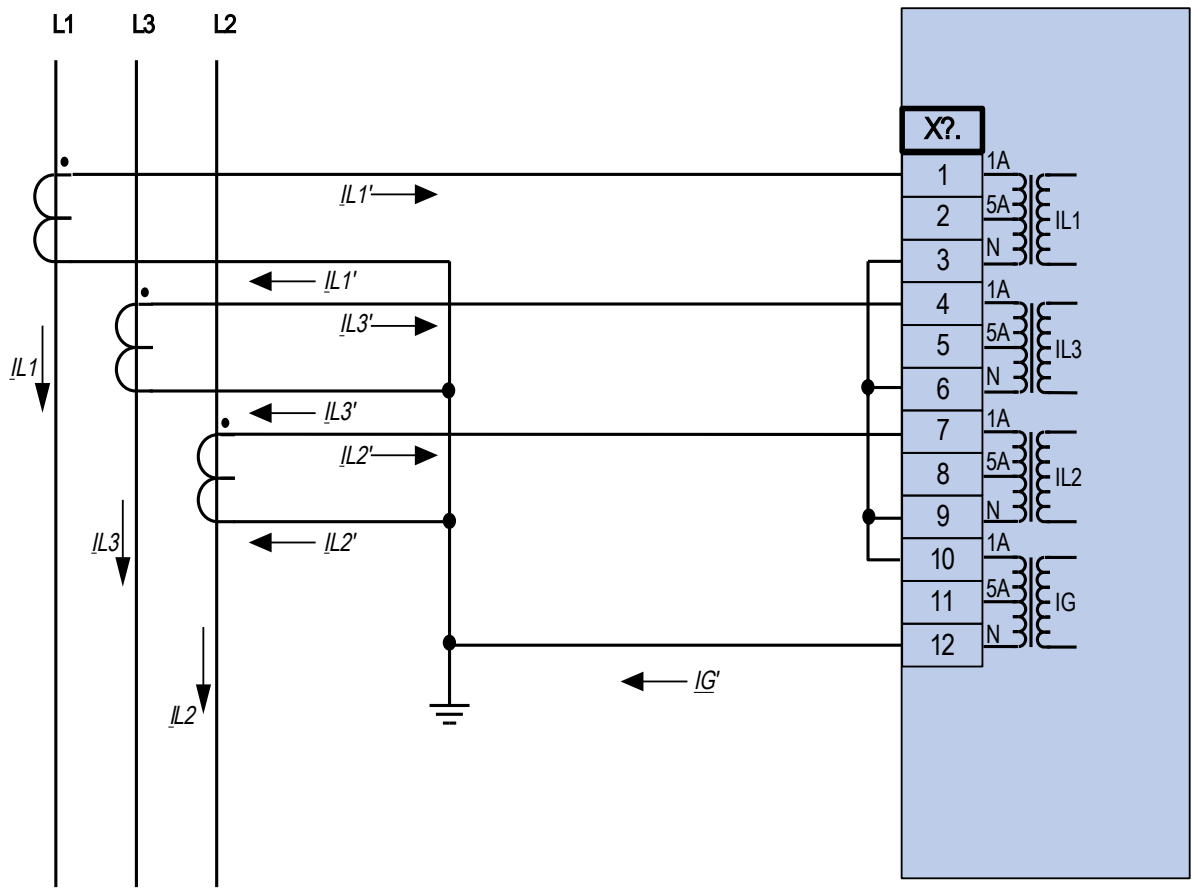 L1 L3 L2
X?.
1 1A
IL1'
2 5A IL1
3 N
IL1'
4 1A
IL3'
5 5A IL3
IL1
6 N
IL3'
7 1A
IL2'
8 5A IL2
9 N
IL3
IL2'
10 1A
11 5A IG
12 N
IG'
IL2